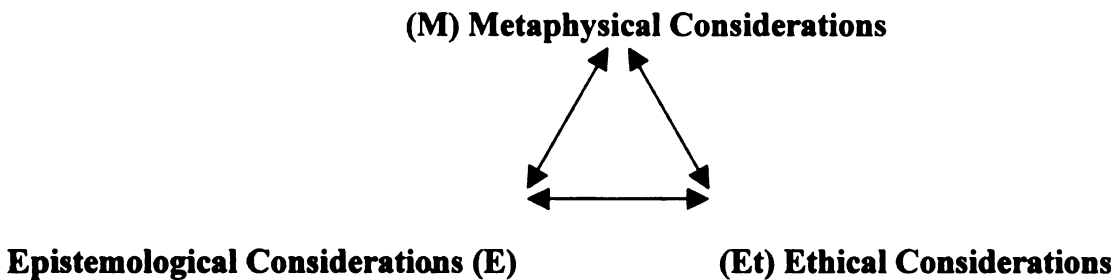 (M) Metaphysical Considerations
Epistemological Considerations (E) (Et) Ethical Considerations